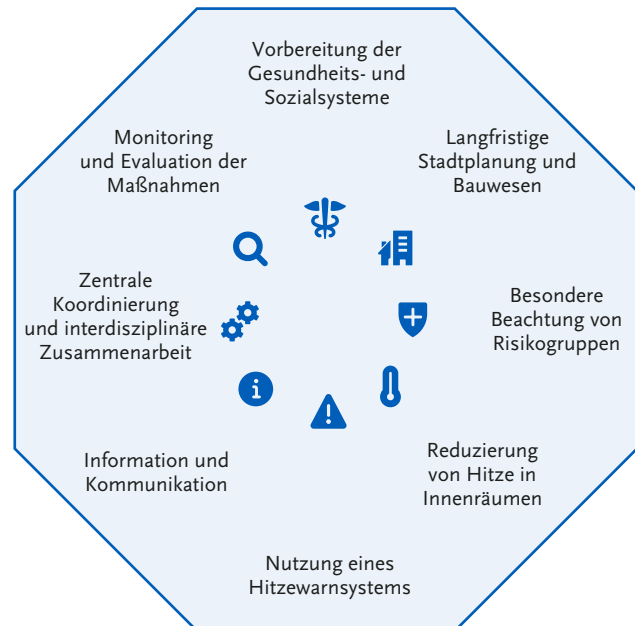 Vorbereitung der
Gesundheits- und
Sozialsysteme
Langfristige
Stadtplanung und
Bauwesen
Besondere
Beachtung von
Risikogruppen
Reduzierung
von Hitze in
Innenräumen
Nutzung eines
Hitzewarnsystems
Information und
Kommunikation
Zentrale
Koordinierung
und interdisziplinäre
Zusammenarbeit
Monitoring
und Evaluation der
Maßnahmen